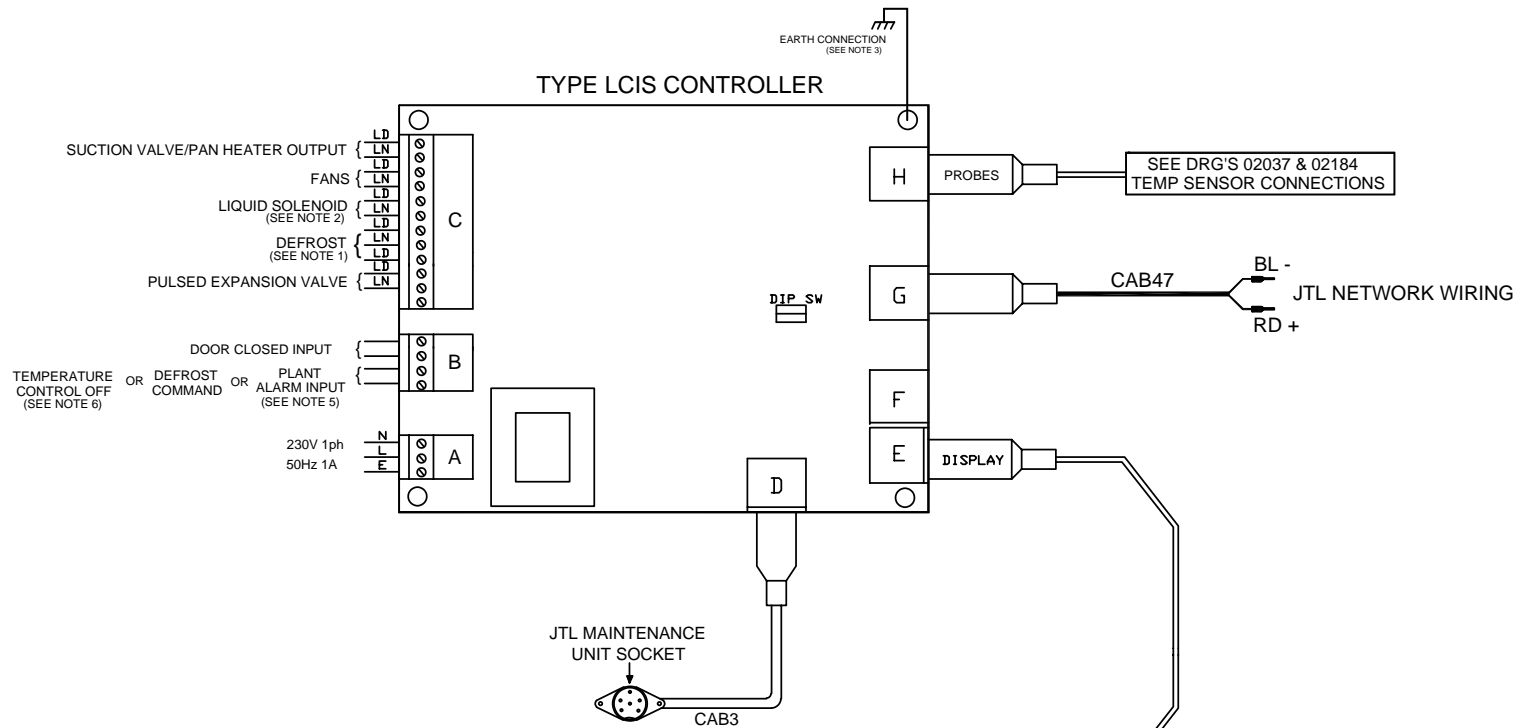 EARTH CONNECTION
(SEE NOTE 3)
TYPE LCIS CONTROLLER
LD
SUCTION VALVE/PAN HEATER OUTPUT { LN
LD
FANS { LN
LD
LIQUID SOLENOID { LN
(SEE NOTE 2)
LD
DEFROST { LN
(SEE NOTE 1) LD
LD
PULSED EXPANSION VALVE { LN
C
DOOR CLOSED INPUT {
B
TEMPERATURE CONTROL OFF
(SEE NOTE 6)
OR
DEFROST COMMAND
OR
PLANT ALARM INPUT {
(SEE NOTE 5)
230V 1ph
50Hz 1A
N
L
E
A
H
PROBES
SEE DRG'S 02037 & 02184
TEMP SENSOR CONNECTIONS
DIP SW
G
CAB47
BL -
JTL NETWORK WIRING
RD +
F
E
DISPLAY
D
JTL MAINTENANCE
UNIT SOCKET
CAB3